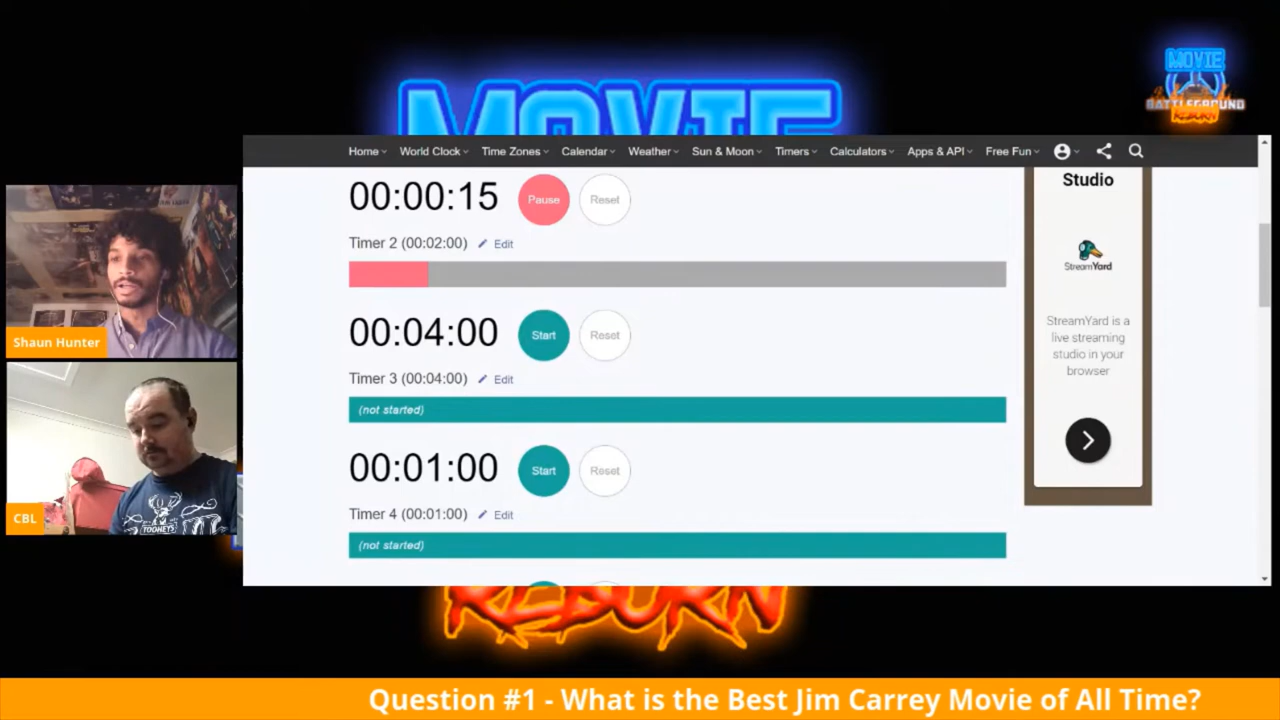 MOVIE
MOVIE
BATTLEGROUND
REBORN
Home World Clock Time Zones Calendar Weather Sun & Moon Timers Calculators Apps & API Free Fun
00:00:15 Pause Reset
Timer 2 (00:02:00) Edit
00:04:00 Start Reset
Timer 3 (00:04:00) Edit
(not started)
00:01:00 Start Reset
Timer 4 (00:01:00) Edit
(not started)
Studio
StreamYard
StreamYard is a
live streaming
studio in your
browser
Shaun Hunter
CBL
TOOHEYS
REBORN
Question #1 - What is the Best Jim Carrey Movie of All Time?